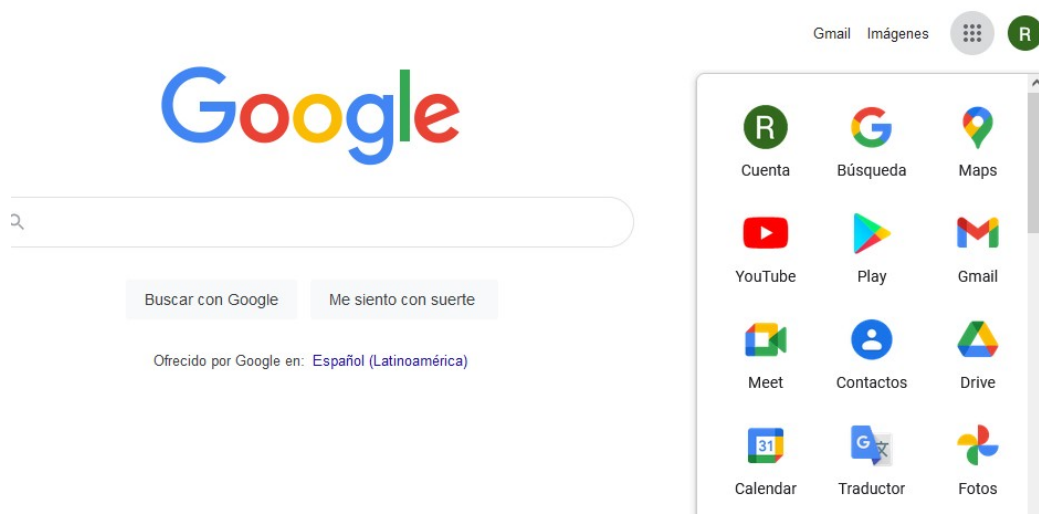 Gmail Imágenes
R
Google
R
Cuenta Búsqueda Maps
YouTube Play Gmail
Buscar con Google Me siento con suerte
Ofrecido por Google en: Español (Latinoamérica)
Meet Contactos Drive
31
G 文
Calendar Traductor Fotos